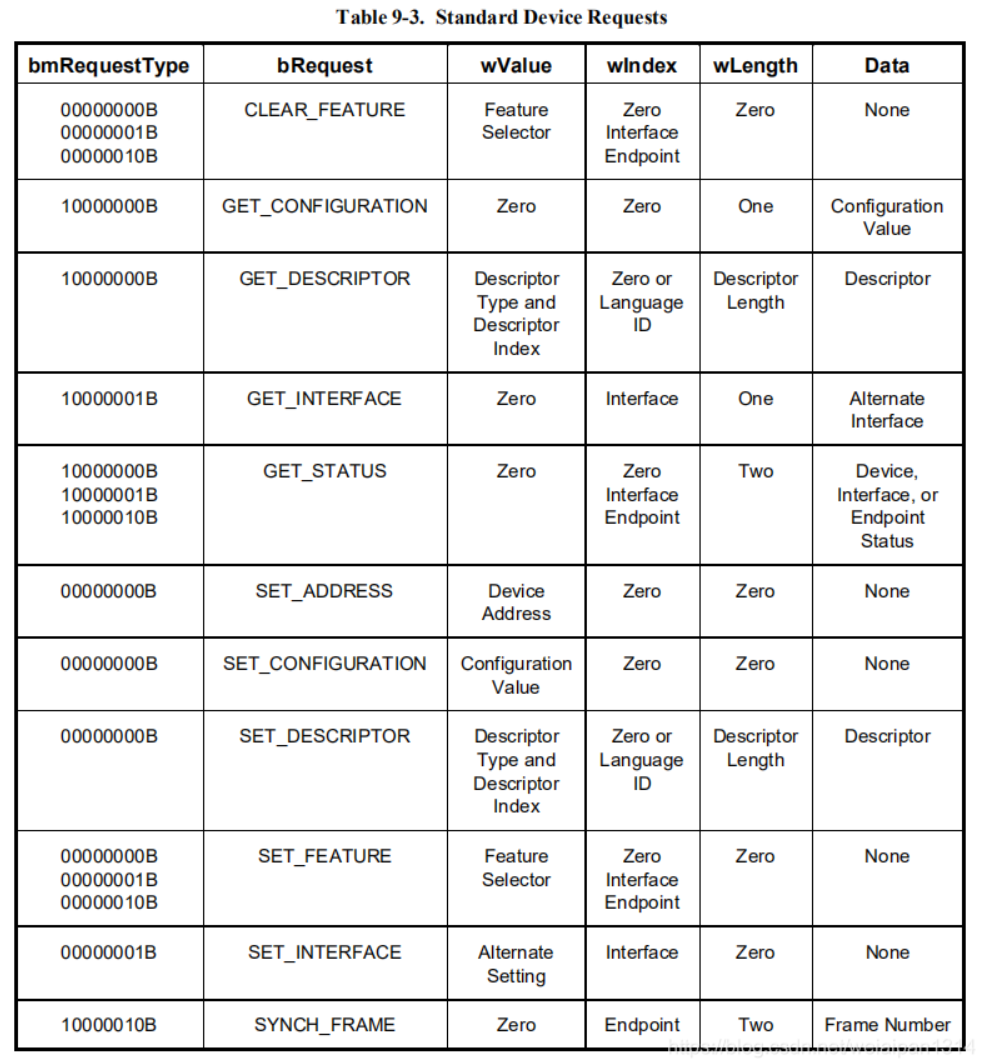 Table 9-3. Standard Device Requests
bmRequestType bRequest wValue wIndex wLength Data
00000000B CLEAR_FEATURE Feature Zero Zero None
00000001B Selector Interface
00000010B Endpoint
10000000B GET_CONFIGURATION Zero Zero One Configuration
Value
10000000B GET_DESCRIPTOR Descriptor Zero or Descriptor Descriptor
Type and Language Length
Descriptor ID
Index
10000001B GET_INTERFACE Zero Interface One Alternate
Interface
10000000B GET_STATUS Zero Zero Two Device,
10000001B Interface Interface, or
10000010B Endpoint Endpoint
Status
00000000B SET_ADDRESS Device Zero Zero None
Address
00000000B SET_CONFIGURATION Configuration Zero Zero None
Value
00000000B SET_DESCRIPTOR Descriptor Zero or Descriptor Descriptor
Type and Language Length
Descriptor ID
Index
00000000B SET_FEATURE Feature Zero Zero None
00000001B Selector Interface
00000010B Endpoint
00000001B SET_INTERFACE Alternate Interface Zero None
Setting
10000010B SYNCH_FRAME Zero Endpoint Two Frame Number